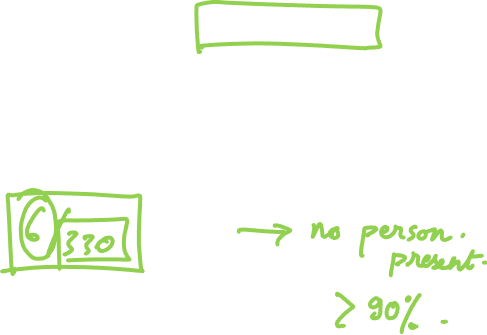 6/330 → no person.
present.
> 90%.